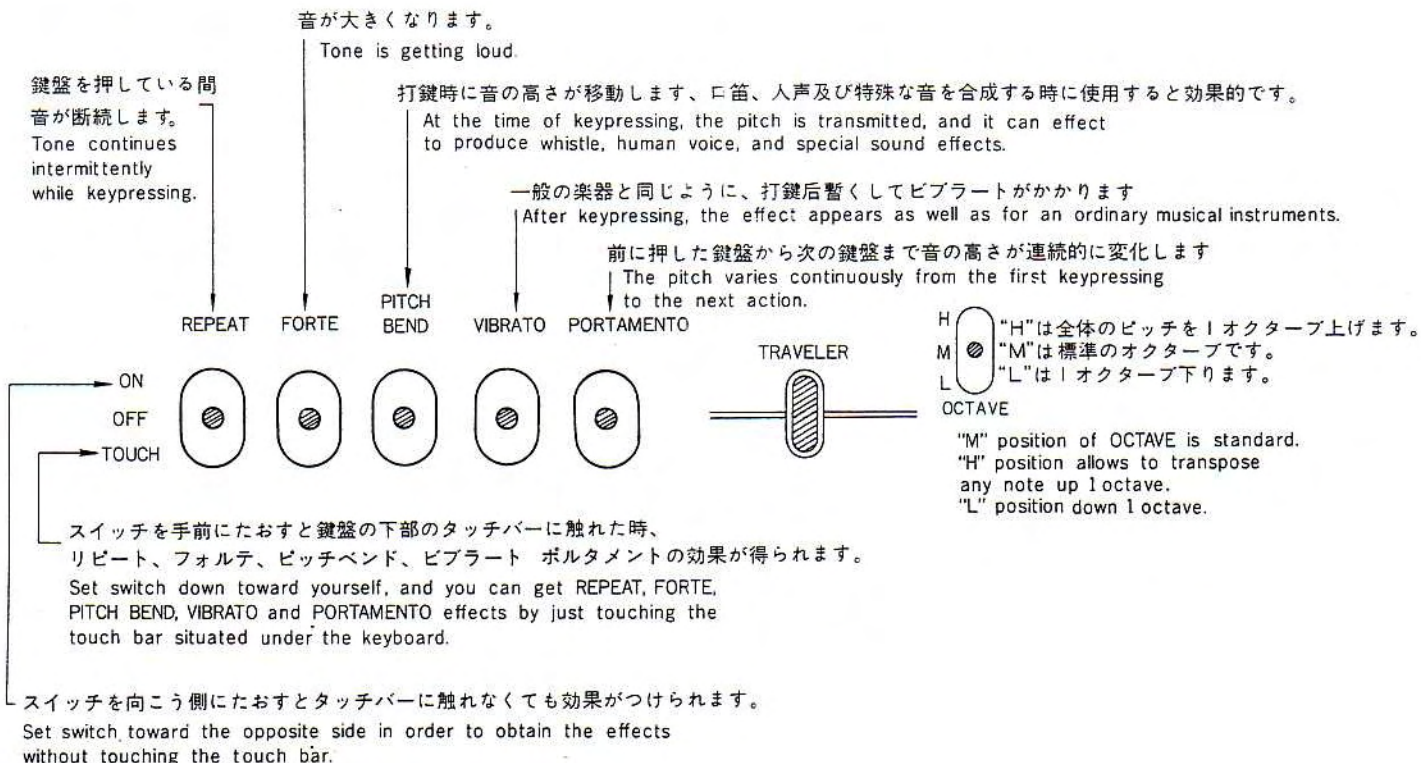 音が大きくなります。
Tone is getting loud.
鍵盤を押している間
音が断続します。
Tone continues
intermittently
while keypressing.
打鍵時に音の高さが移動します、口笛、人声及び特殊な音を合成する時に使用すると効果的です。
At the time of keypressing, the pitch is transmitted, and it can effect
to produce whistle, human voice, and special sound effects.
一般の楽器と同じように、打鍵后暫くしてビブラートがかかります
After keypressing, the effect appears as well as for an ordinary musical instruments.
前に押した鍵盤から次の鍵盤まで音の高さが連続的に変化します
The pitch varies continuously from the first keypressing
to the next action.
REPEAT FORTE PITCH BEND VIBRATO PORTAMENTO
TRAVELER
ON
OFF
TOUCH
H "H"は全体のピッチを1オクターブ上げます。
M "M"は標準のオクターブです。
L "L"は1オクターブ下ります。
OCTAVE
"M" position of OCTAVE is standard.
"H" position allows to transpose
any note up 1 octave.
"L" position down 1 octave.
スイッチを手前にたおすと鍵盤の下部のタッチバーに触れた時、
リピート、フォルテ、ピッチベンド、ビブラート ポルタメントの効果が得られます。
Set switch down toward yourself, and you can get REPEAT, FORTE,
PITCH BEND, VIBRATO and PORTAMENTO effects by just touching the
touch bar situated under the keyboard.
スイッチを向こう側にたおすとタッチバーに触れなくても効果がつけられます。
Set switch toward the opposite side in order to obtain the effects
without touching the touch bar.